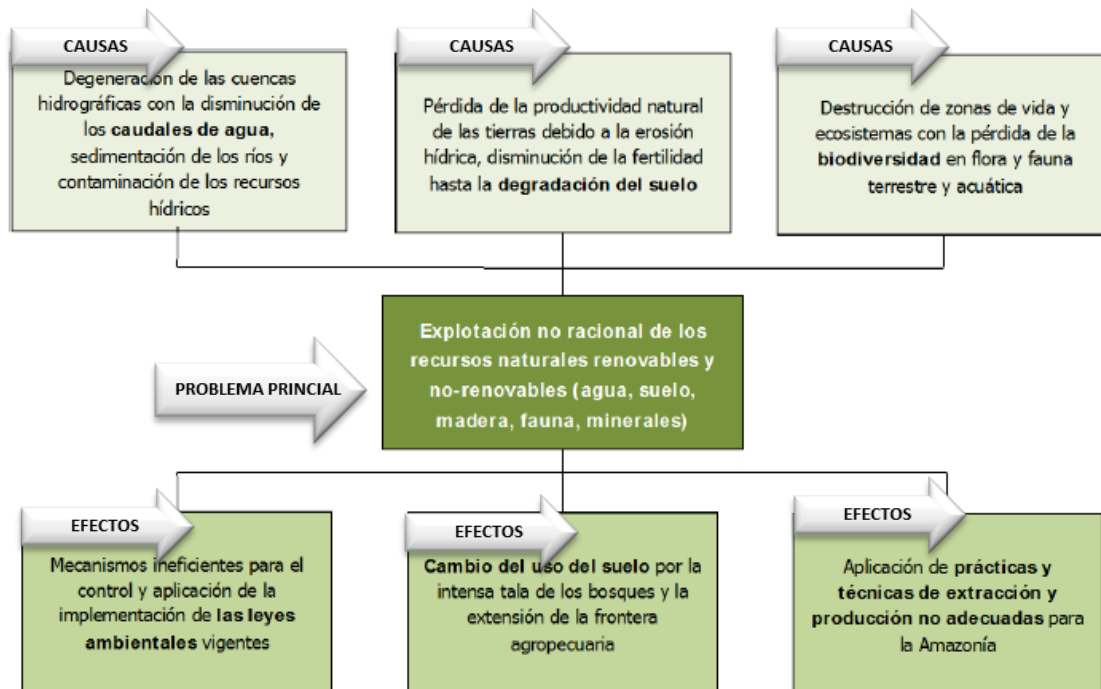 CAUSAS
Degeneración de las cuencas
hidrográficas con la disminución de
los caudales de agua,
sedimentación de los ríos y
contaminación de los recursos
hídricos
CAUSAS
Pérdida de la productividad natural
de las tierras debido a la erosión
hídrica, disminución de la fertilidad
hasta la degradación del suelo
CAUSAS
Destrucción de zonas de vida y
ecosistemas con la pérdida de la
biodiversidad en flora y fauna
terrestre y acuática
PROBLEMA PRINCIAL
Explotación no racional de los
recursos naturales renovables y
no-renovables (agua, suelo,
madera, fauna, minerales)
EFECTOS
Mecanismos ineficientes para el
control y aplicación de la
implementación de las leyes
ambientales vigentes
EFECTOS
Cambio del uso del suelo por la
intensa tala de los bosques y la
extensión de la frontera
agropecuaria
EFECTOS
Aplicación de prácticas y
técnicas de extracción y
producción no adecuadas para
la Amazonía